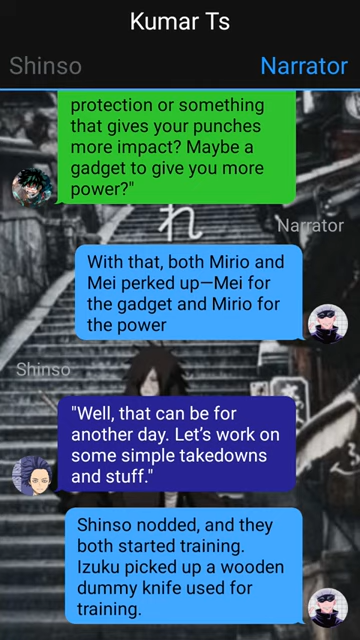 Kumar Ts
Shinso
Narrator
protection or something
that gives your punches
more impact? Maybe a
gadget to give you more
power?"
れ
Narrator
With that, both Mirio and
Mei perked up—Mei for
the gadget and Mirio for
the power
Shinso
"Well, that can be for
another day. Let's work on
some simple takedowns
and stuff."
Shinso nodded, and they
both started training.
Izuku picked up a wooden
dummy knife used for
training.